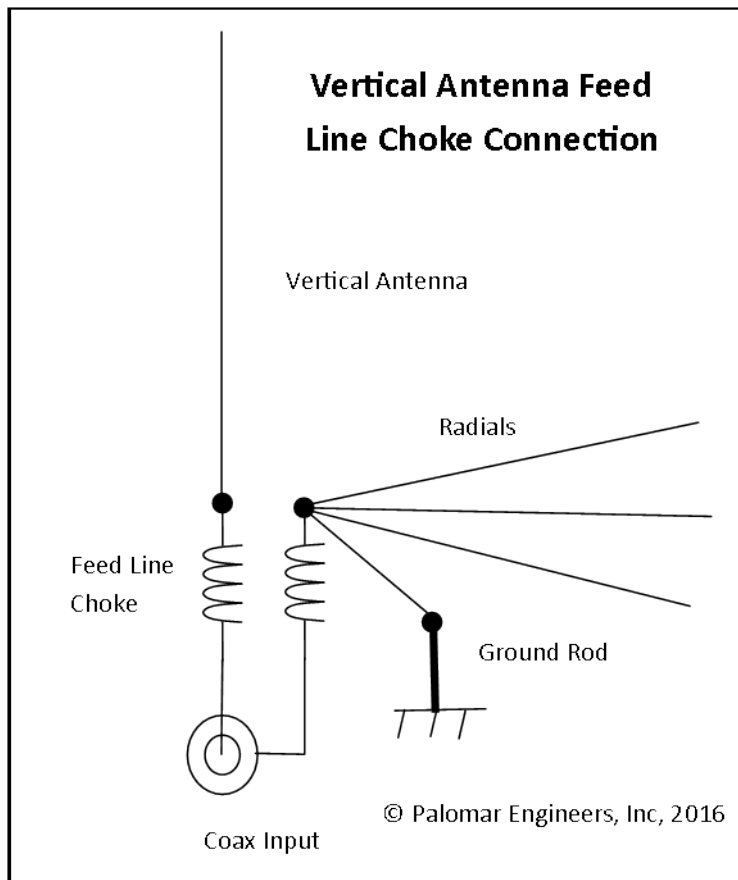 Vertical Antenna Feed
Line Choke Connection
Vertical Antenna
Radials
Feed Line
Choke
Ground Rod
© Palomar Engineers, Inc, 2016
Coax Input